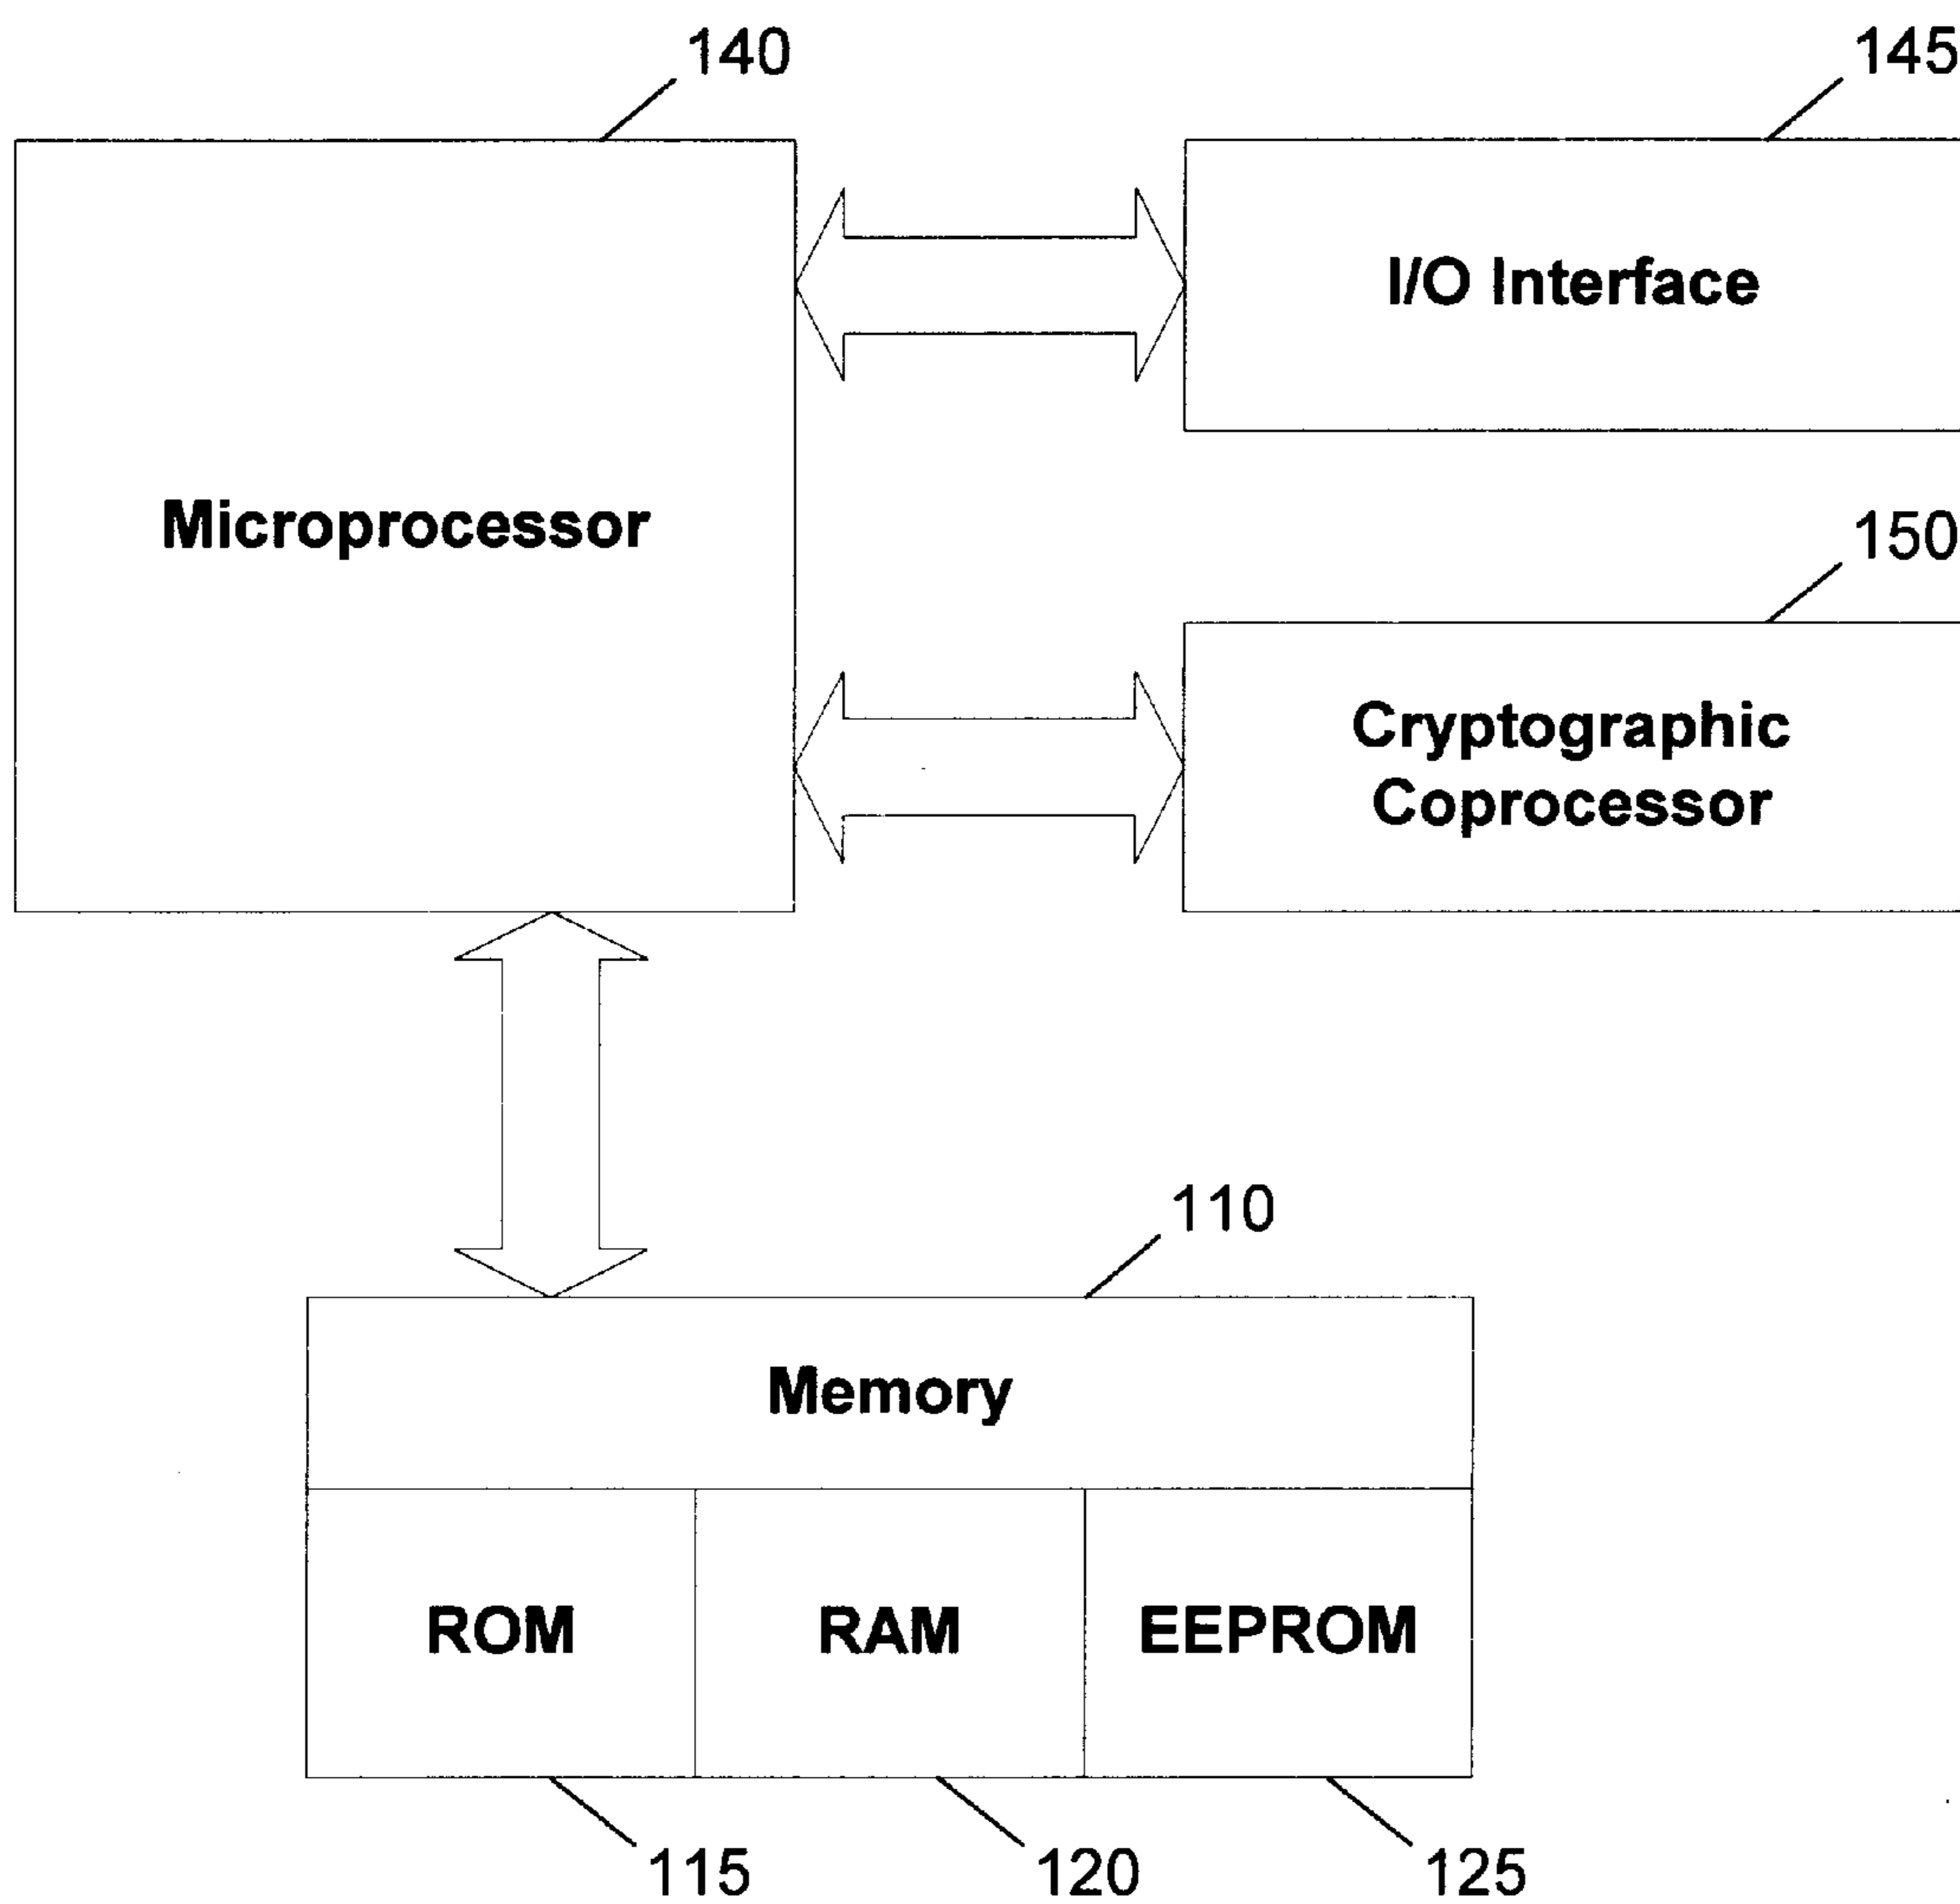 140
145
I/O Interface
Microprocessor
150
Cryptographic
Coprocessor
110
Memory
ROM RAM EEPROM
115 120 125